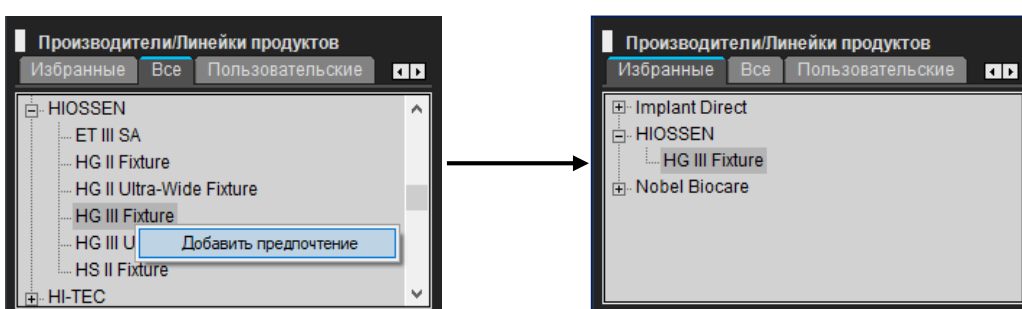 Производители/Линейки продуктов
Избранные Все Пользовательские
HIOSSEN
ET III SA
HG II Fixture
HG II Ultra-Wide Fixture
HG III Fixture
HG III U
Добавить предпочтение
HS II Fixture
HI-TEC
Производители/Линейки продуктов
Избранные Все Пользовательские
Implant Direct
HIOSSEN
HG III Fixture
Nobel Biocare